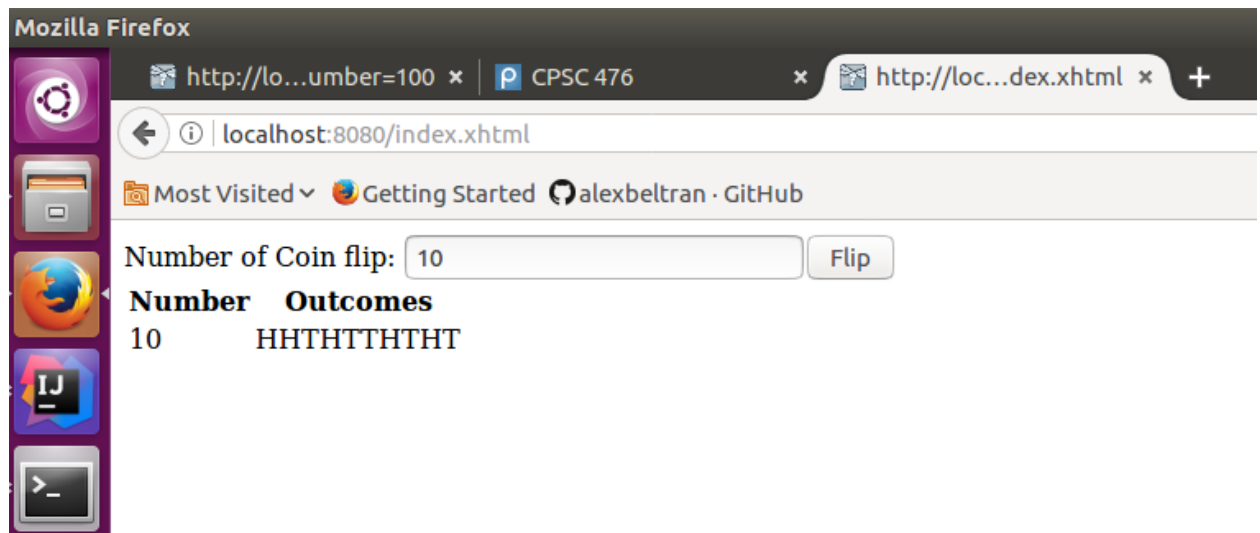 Mozilla Firefox
http://lo...umber=100 × CPSC 476 × http://loc...dex.xhtml × +
localhost:8080/index.xhtml
Most Visited Getting Started alexbeltran · GitHub
Number of Coin flip: 10 Flip
Number Outcomes
10 HHTHTTHTHT
IJ
>_